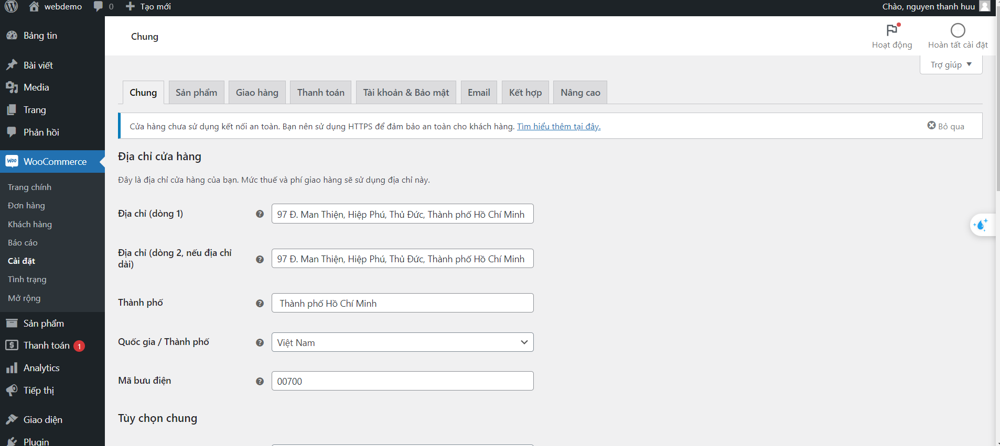 webdemo 0 Tạo mới Chào, nguyen thanh huu
Bảng tin
Bài viết
Media
Trang
Phản hồi
Woo WooCommerce
Trang chính
Đơn hàng
Khách hàng
Báo cáo
Cài đặt
Tình trạng
Mở rộng
Sản phẩm
Thanh toán 1
Analytics
Tiếp thị
Giao diện
Plugin
Chung
Hoạt động Hoàn tất cài đặt
Trợ giúp
Chung Sản phẩm Giao hàng Thanh toán Tài khoản & Bảo mật Email Kết hợp Nâng cao
Cửa hàng chưa sử dụng kết nối an toàn. Bạn nên sử dụng HTTPS để đảm bảo an toàn cho khách hàng. Tìm hiểu thêm tại đây. Bỏ qua
Địa chỉ cửa hàng
Đây là địa chỉ cửa hàng của bạn. Mức thuế và phí giao hàng sẽ sử dụng địa chỉ này.
Địa chỉ (dòng 1) ? 97 Đ. Man Thiện, Hiệp Phú, Thủ Đức, Thành phố Hồ Chí Minh
Địa chỉ (dòng 2, nếu địa chỉ
dài) ? 97 Đ. Man Thiện, Hiệp Phú, Thủ Đức, Thành phố Hồ Chí Minh
Thành phố ? Thành phố Hồ Chí Minh
Quốc gia / Thành phố ? Việt Nam
Mã bưu điện ? 00700
Tùy chọn chung